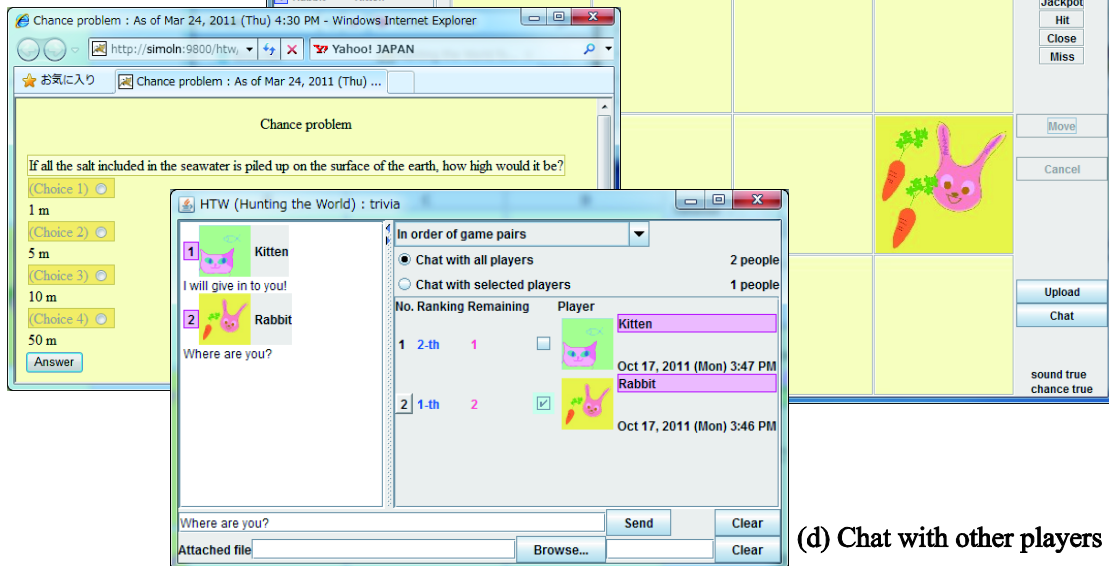 Chance problem : As of Mar 24, 2011 (Thu) 4:30 PM - Windows Internet Explorer
http://simoln:9800/htw,
Yahoo! JAPAN
お気に入り
Chance problem : As of Mar 24, 2011 (Thu) ...
Chance problem
If all the salt included in the seawater is piled up on the surface of the earth, how high would it be?
(Choice 1)
1 m
(Choice 2)
5 m
(Choice 3)
10 m
(Choice 4)
50 m
Answer
Jackpot
Hit
Close
Miss
Move
Cancel
Upload
Chat
sound true
chance true
HTW (Hunting the World) : trivia
1 Kitten
I will give in to you!
2 Rabbit
Where are you?
In order of game pairs
Chat with all players 2 people
Chat with selected players 1 people
No. Ranking Remaining Player
Kitten
1 2-th 1
Oct 17, 2011 (Mon) 3:47 PM
Rabbit
2 1-th 2
Oct 17, 2011 (Mon) 3:46 PM
Where are you? Send Clear
Attached file Browse... Clear
(d) Chat with other players